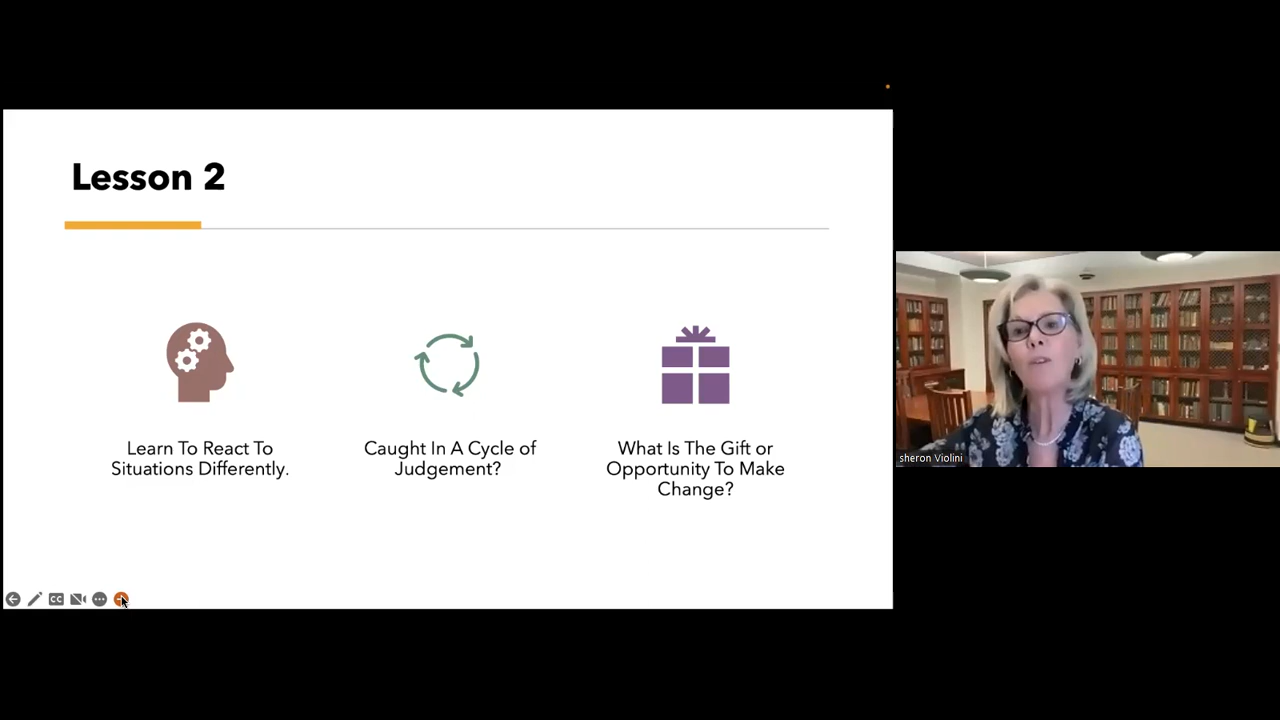 Lesson 2
Learn To React To
Situations Differently.
Caught In A Cycle of
Judgement?
What Is The Gift or
Opportunity To Make
Change?
CC
sheron Violini